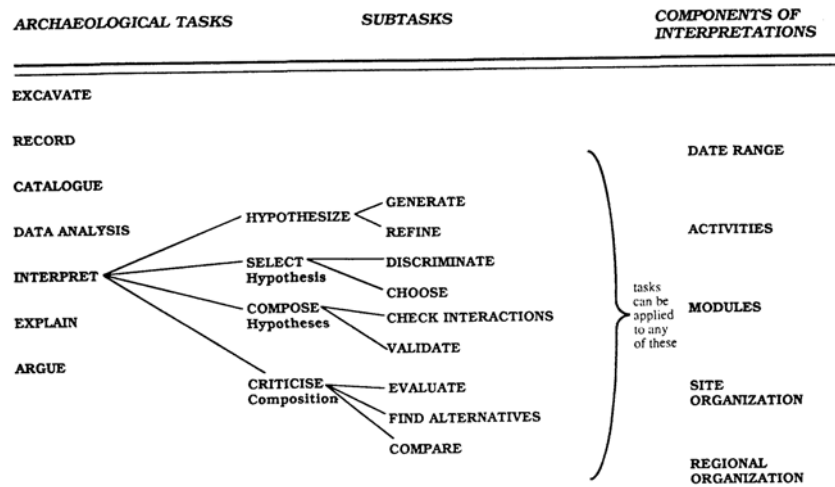 ARCHAEOLOGICAL TASKS
SUBTASKS
COMPONENTS OF
INTERPRETATIONS
EXCAVATE
RECORD
CATALOGUE
DATA ANALYSIS
INTERPRET
EXPLAIN
ARGUE
HYPOTHESIZE
SELECT
Hypothesis
COMPOSE
Hypotheses
CRITICISE
Composition
GENERATE
REFINE
DISCRIMINATE
CHOOSE
CHECK INTERACTIONS
VALIDATE
EVALUATE
FIND ALTERNATIVES
COMPARE
tasks
can be
applied
to any
of these
DATE RANGE
ACTIVITIES
MODULES
SITE
ORGANIZATION
REGIONAL
ORGANIZATION